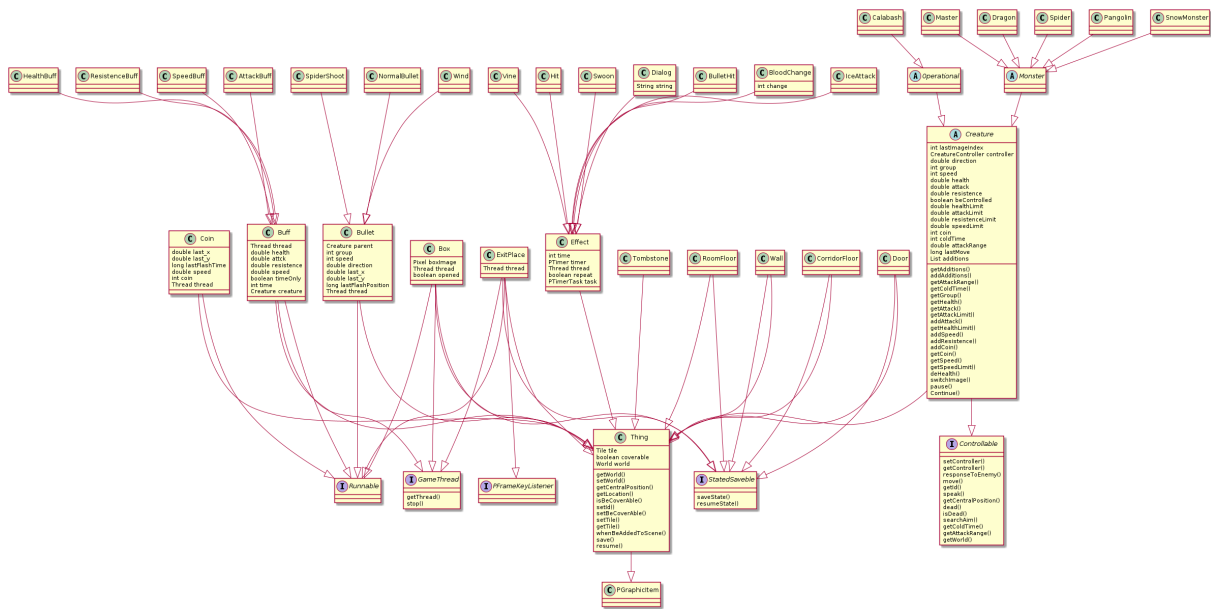 Calabash
Master
Dragon
Spider
Pangolin
SnowMonster
HealthBuff
ResistenceBuff
SpeedBuff
AttackBuff
SpiderShoot
NormalBullet
Wind
Vine
Hit
Swoon
Dialog
String string
BulletHit
BloodChange
int change
IceAttack
Operational
Monster
Creature
int lastImageIndex
CreatureController controller
double direction
int group
int speed
double health
double attack
double resistence
boolean beControlled
double healthLimit
double attackLimit
double resistenceLimit
double speedLimit
int coin
int coldTime
double attackRange
long lastMove
List additions
getAdditions()
addAdditions()
getAttackRange()
getColdTime()
getGroup()
getHealth()
getAttack()
getAttackLimit()
addAttack()
getHealthLimit()
addSpeed()
addResistence()
addCoin()
getCoin()
getSpeed()
getSpeedLimit()
deHealth()
switchImage()
pause()
Continue()
Coin
double last_x
double last_y
long lastFlashTime
double speed
int coin
Thread thread
Buff
Thread thread
double health
double attck
double resistence
double speed
boolean timeOnly
int time
Creature creature
Bullet
Creature parent
int group
int speed
double direction
double last_x
double last_y
long lastFlashPosition
Thread thread
Box
Pixel boxImage
Thread thread
boolean opened
ExitPlace
Thread thread
Effect
int time
PTimer timer
Thread thread
boolean repeat
PTimerTask task
Tombstone
RoomFloor
Wall
CorridorFloor
Door
Runnable
GameThread
getThread()
stop()
PFrameKeyListener
Thing
Tile tile
boolean coverable
World world
getWorld()
setWorld()
getCentralPosition()
getLocation()
isBeCoverAble()
setId()
setBeCoverAble()
setTile()
getTile()
whenBeAddedToScene()
save()
resume()
StatedSaveble
saveState()
resumeState()
Controllable
setController()
getController()
responseToEnemy()
move()
getId()
speak()
getCentralPosition()
dead()
isDead()
searchAim()
getColdTime()
getAttackRange()
getWorld()
PGraphicItem